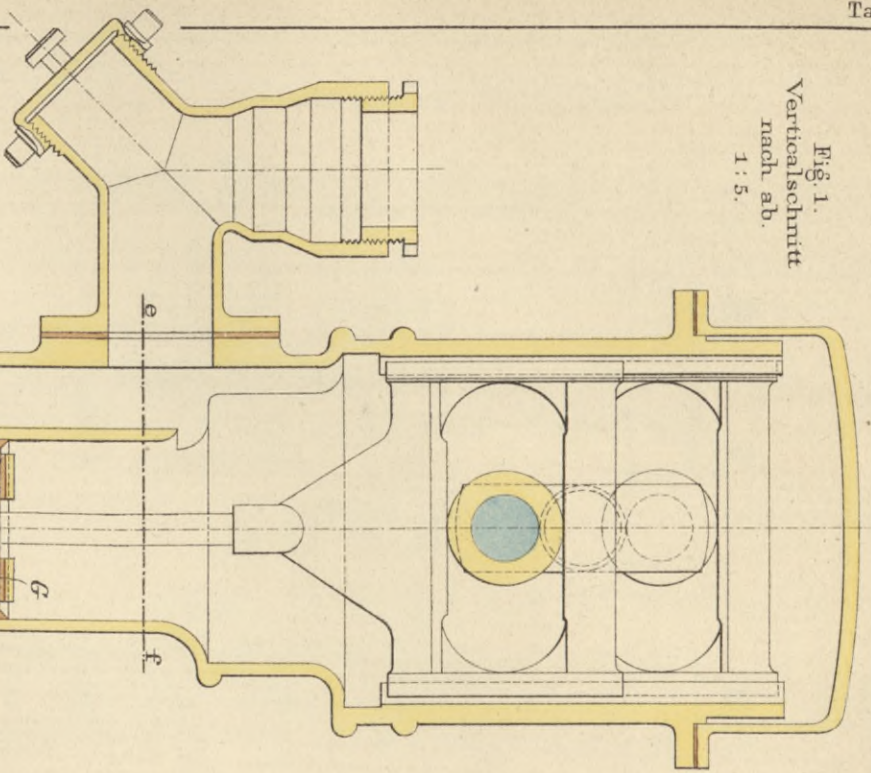 Ta
Fig. 1.
Verticalschnitt
nach ab.
1:5.
e
f
G